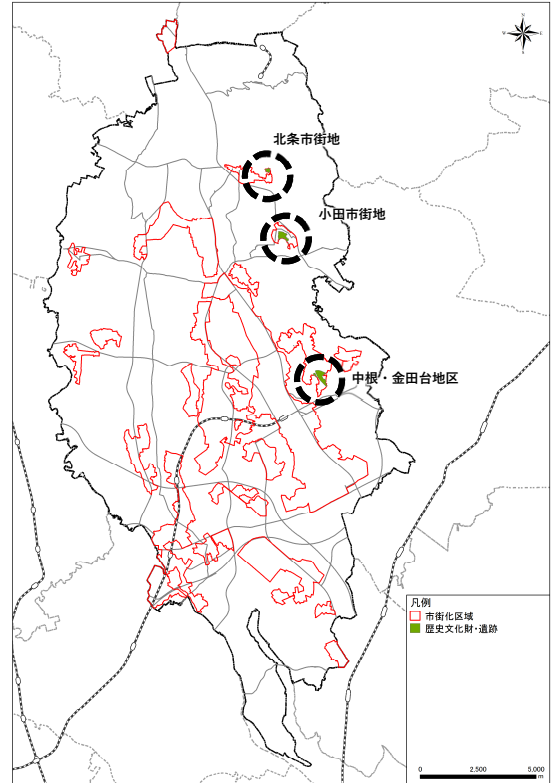 北条市街地
小田市街地
中根・金田台地区
凡例
市街化区域
歴史文化財・遺跡
0 2,500 5,000
m